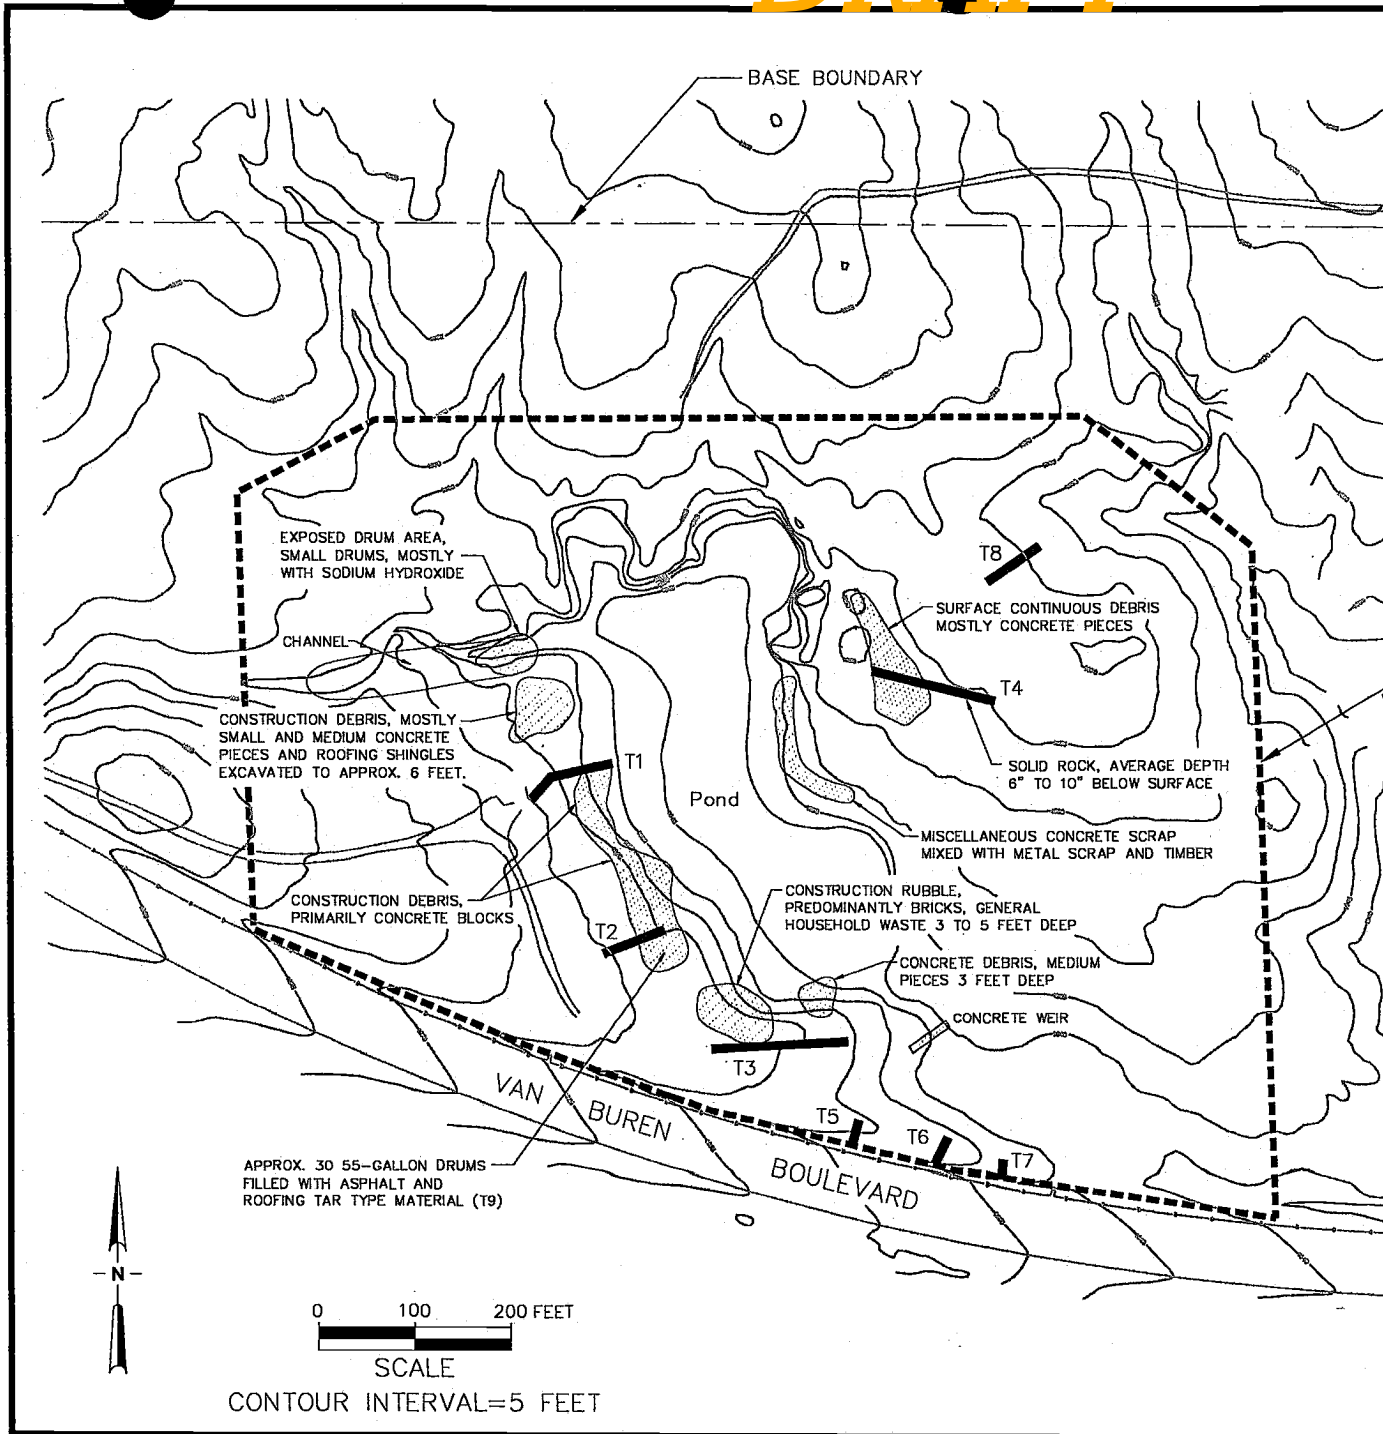 DRAFT
BASE BOUNDARY
EXPOSED DRUM AREA,
SMALL DRUMS, MOSTLY
WITH SODIUM HYDROXIDE
T8
SURFACE CONTINUOUS DEBRIS
MOSTLY CONCRETE PIECES
CHANNEL
T4
CONSTRUCTION DEBRIS, MOSTLY
SMALL AND MEDIUM CONCRETE
PIECES AND ROOFING SHINGLES
EXCAVATED TO APPROX. 6 FEET.
T1
SOLID ROCK, AVERAGE DEPTH
6" TO 10" BELOW SURFACE
Pond
MISCELLANEOUS CONCRETE SCRAP
MIXED WITH METAL SCRAP AND TIMBER
CONSTRUCTION DEBRIS,
PRIMARILY CONCRETE BLOCKS
CONSTRUCTION RUBBLE,
PREDOMINANTLY BRICKS, GENERAL
HOUSEHOLD WASTE 3 TO 5 FEET DEEP
T2
CONCRETE DEBRIS, MEDIUM
PIECES 3 FEET DEEP
CONCRETE WEIR
T3
VAN BUREN BOULEVARD
T5
T6
T7
APPROX. 30 55-GALLON DRUMS
FILLED WITH ASPHALT AND
ROOFING TAR TYPE MATERIAL (T9)
N
0 100 200 FEET
SCALE
CONTOUR INTERVAL=5 FEET